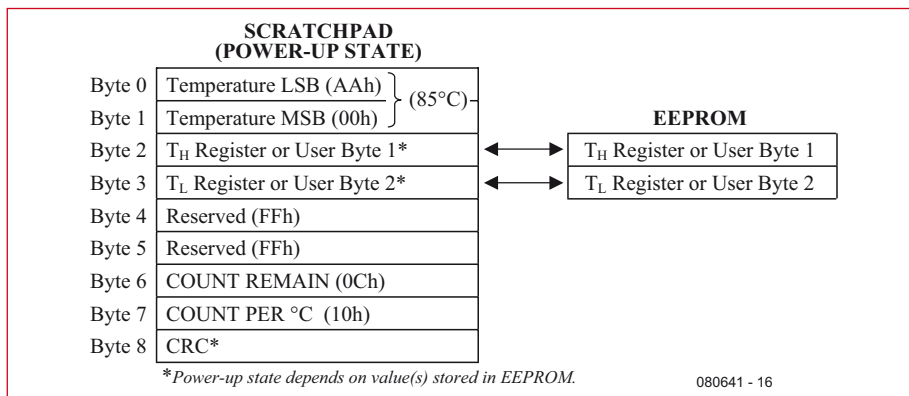 SCRATCHPAD
(POWER-UP STATE)
Byte 0 Temperature LSB (AAh)
(85°C)
Byte 1 Temperature MSB (00h)
EEPROM
Byte 2 TH Register or User Byte 1*
TH Register or User Byte 1
Byte 3 TL Register or User Byte 2*
TL Register or User Byte 2
Byte 4 Reserved (FFh)
Byte 5 Reserved (FFh)
Byte 6 COUNT REMAIN (0Ch)
Byte 7 COUNT PER °C (10h)
Byte 8 CRC*
*Power-up state depends on value(s) stored in EEPROM.
080641 - 16